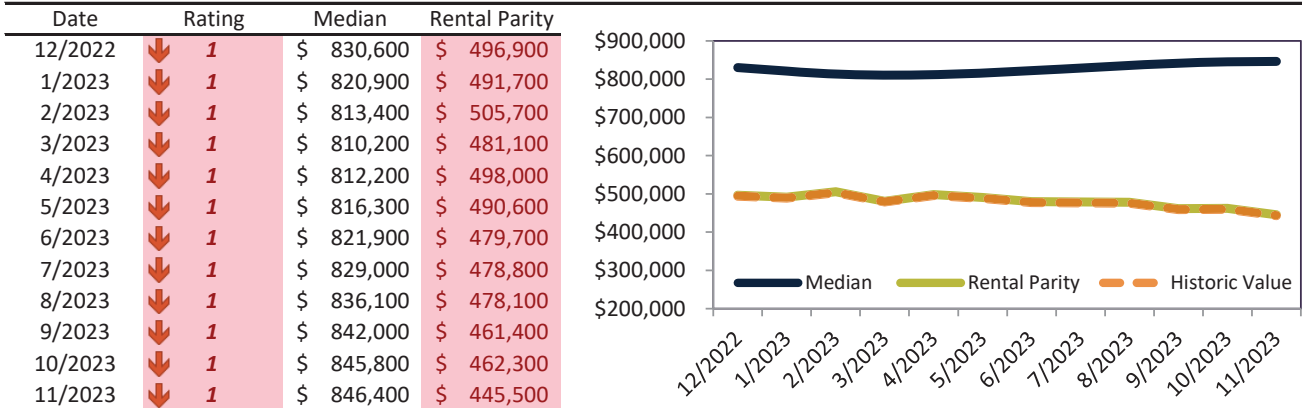 Date Rating Median Rental Parity
12/2022 1 $ 830,600 $ 496,900
1/2023 1 $ 820,900 $ 491,700
2/2023 1 $ 813,400 $ 505,700
3/2023 1 $ 810,200 $ 481,100
4/2023 1 $ 812,200 $ 498,000
5/2023 1 $ 816,300 $ 490,600
6/2023 1 $ 821,900 $ 479,700
7/2023 1 $ 829,000 $ 478,800
8/2023 1 $ 836,100 $ 478,100
9/2023 1 $ 842,000 $ 461,400
10/2023 1 $ 845,800 $ 462,300
11/2023 1 $ 846,400 $ 445,500
$900,000
$800,000
$700,000
$600,000
$500,000
$400,000
$300,000
$200,000
Median Rental Parity Historic Value
12/2022 1/2023 2/2023 3/2023 4/2023 5/2023 6/2023 7/2023 8/2023 9/2023 10/2023 11/2023